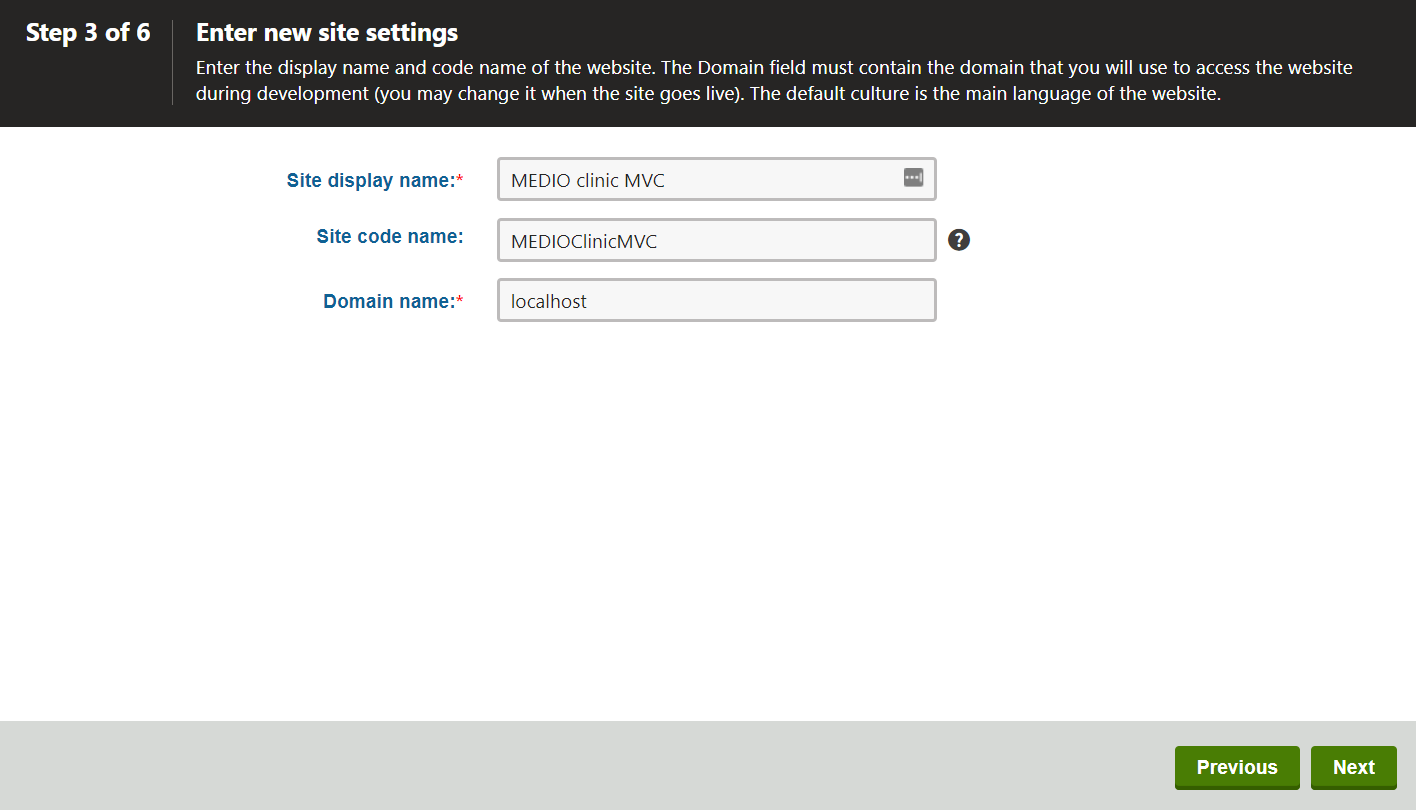 Step 3 of 6
Enter new site settings
Enter the display name and code name of the website. The Domain field must contain the domain that you will use to access the website
during development (you may change it when the site goes live). The default culture is the main language of the website.
Site display name:* MEDIO clinic MVC
Site code name: MEDIOClinicMVC ?
Domain name:* localhost
Previous Next